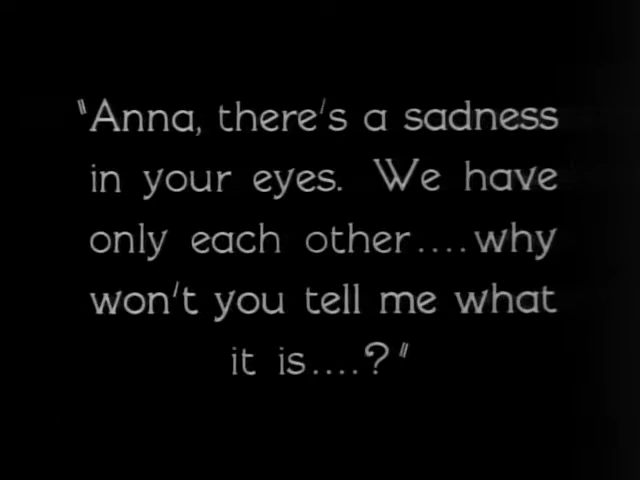 "Anna, there's a sadness
in your eyes. We have
only each other....why
won't you tell me what
it is....?"